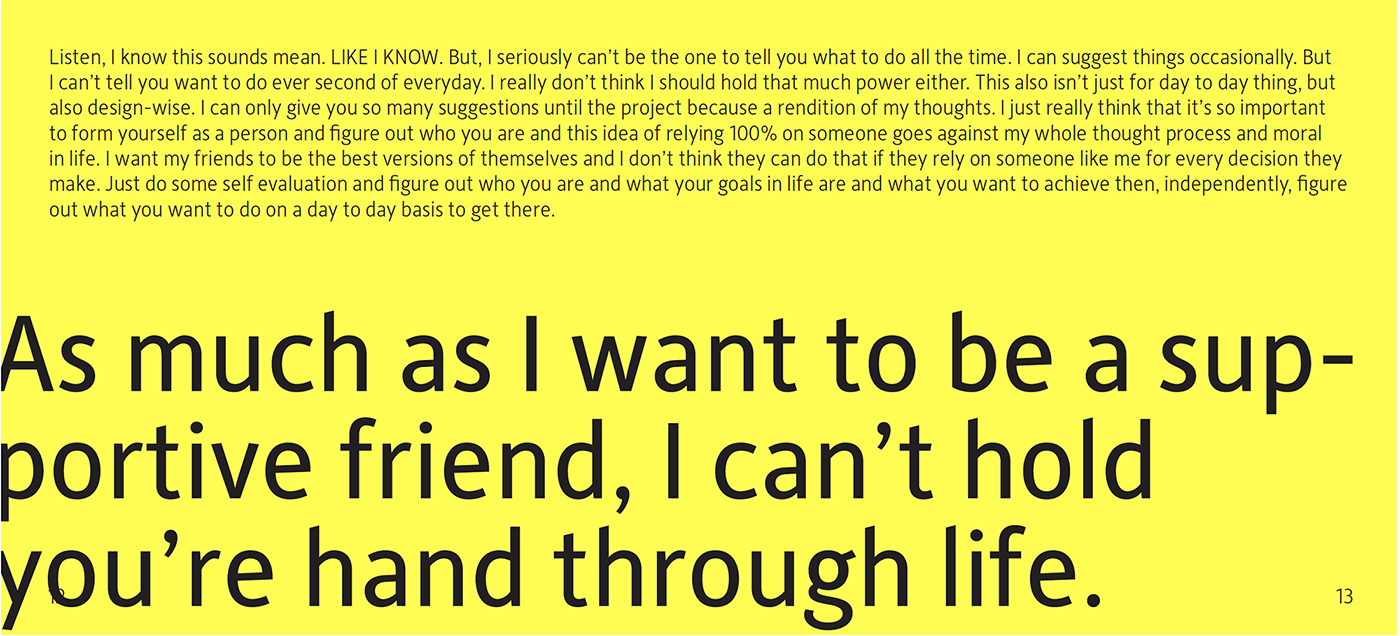 Listen, I know this sounds mean. LIKE I KNOW. But, I seriously can’t be the one to tell you what to do all the time. I can suggest things occasionally. But
I can’t tell you want to do ever second of everyday. I really don’t think I should hold that much power either. This also isn’t just for day to day thing, but
also design-wise. I can only give you so many suggestions until the project because a rendition of my thoughts. I just really think that it’s so important
to form yourself as a person and figure out who you are and this idea of relying 100% on someone goes against my whole thought process and moral
in life. I want my friends to be the best versions of themselves and I don’t think they can do that if they rely on someone like me for every decision they
make. Just do some self evaluation and figure out who you are and what your goals in life are and what you want to achieve then, independently, figure
out what you want to do on a day to day basis to get there.
As much as I want to be a sup-
portive friend, I can’t hold
you’re hand through life.
12
13